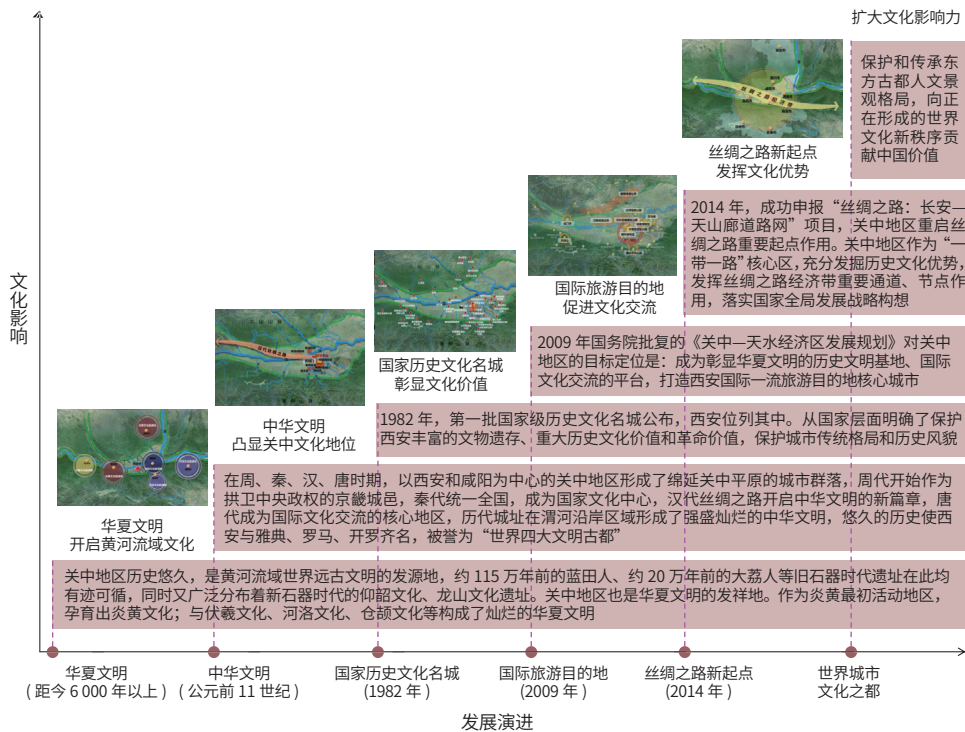 扩大文化影响力
保护和传承东
方古都人文景
观格局，向正
在形成的世界
文化新秩序贡
献中国价值
丝绸之路新起点
发挥文化优势
2014 年，成功申报“丝绸之路：长安—
天山廊道路网”项目，关中地区重启丝
绸之路重要起点作用。关中地区作为“一
带一路”核心区，充分发掘历史文化优势，
发挥丝绸之路经济带重要通道、节点作
用，落实国家全局发展战略构想
国际旅游目的地
促进文化交流
2009 年国务院批复的《关中—天水经济区发展规划》对关中
地区的目标定位是：成为彰显华夏文明的历史文明基地、国际
文化交流的平台，打造西安国际一流旅游目的地核心城市
国家历史文化名城
彰显文化价值
1982 年，第一批国家级历史文化名城公布，西安位列其中。从国家层面明确了保护
西安丰富的文物遗存、重大历史文化价值和革命价值，保护城市传统格局和历史风貌
中华文明
凸显关中文化地位
在周、秦、汉、唐时期，以西安和咸阳为中心的关中地区形成了绵延关中平原的城市群落，周代开始作为
拱卫中央政权的京畿城邑，秦代统一全国，成为国家文化中心，汉代丝绸之路开启中华文明的新篇章，唐
代成为国际文化交流的核心地区，历代城址在渭河沿岸区域形成了强盛灿烂的中华文明，悠久的历史使西
安与雅典、罗马、开罗齐名，被誉为“世界四大文明古都”
华夏文明
开启黄河流域文化
关中地区历史悠久，是黄河流域世界远古文明的发源地，约 115 万年前的蓝田人、约 20 万年前的大荔人等旧石器时代遗址在此均
有迹可循，同时又广泛分布着新石器时代的仰韶文化、龙山文化遗址。关中地区也是华夏文明的发祥地。作为炎黄最初活动地区，
孕育出炎黄文化；与伏羲文化、河洛文化、仓颉文化等构成了灿烂的华夏文明
文化影响
华夏文明
( 距今 6 000 年以上 )
中华文明
( 公元前 11 世纪 )
国家历史文化名城
(1982 年 )
国际旅游目的地
(2009 年 )
丝绸之路新起点
(2014 年 )
世界城市
文化之都
发展演进